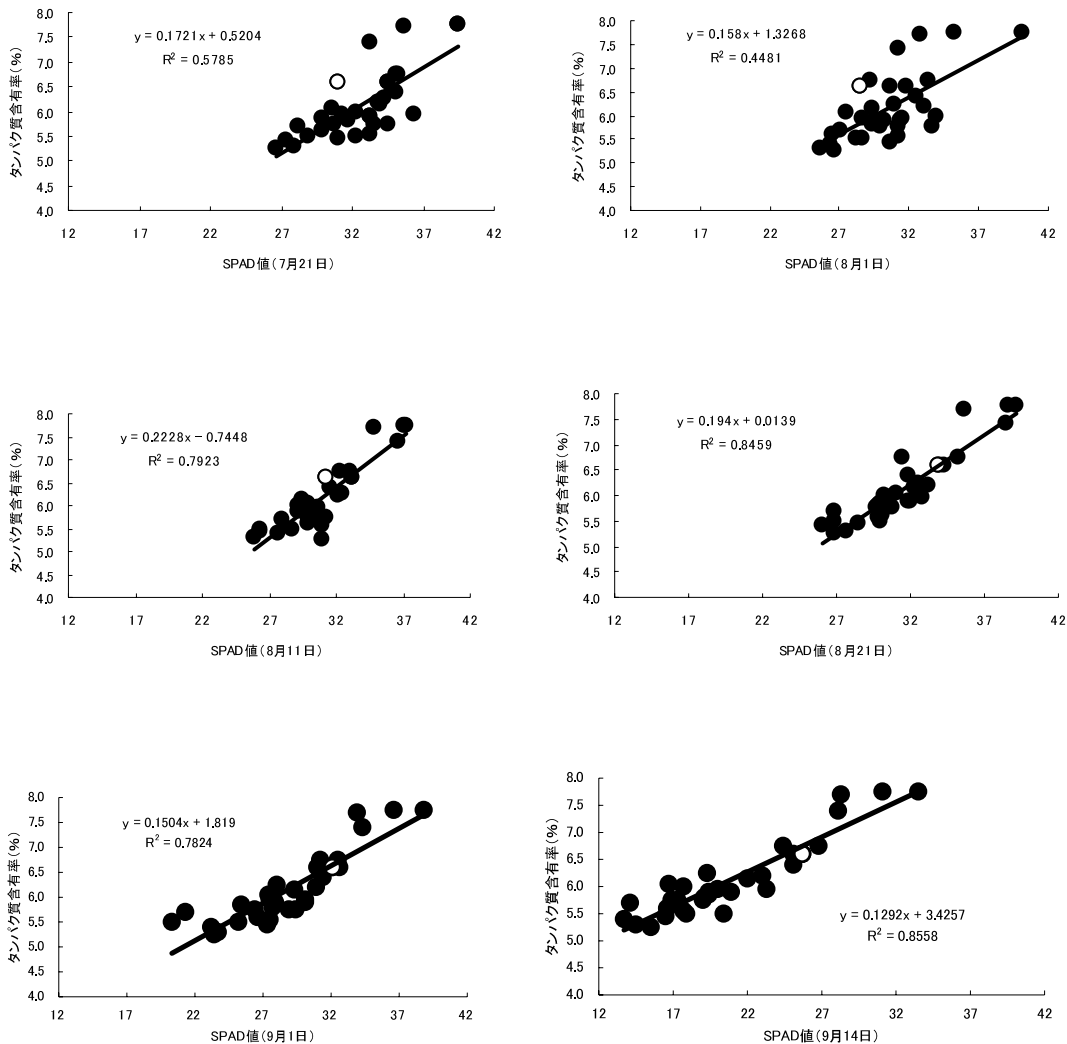 タンパク質含有率(%)
y = 0.1721x + 0.5204
R² = 0.5785
8.0
7.5
7.0
6.5
6.0
5.5
5.0
4.5
4.0
12 17 22 27 32 37 42
SPAD値(7月21日)
タンパク質含有率(%)
y = 0.158x + 1.3268
R² = 0.4481
8.0
7.5
7.0
6.5
6.0
5.5
5.0
4.5
4.0
12 17 22 27 32 37 42
SPAD値(8月1日)
タンパク質含有率(%)
y = 0.2228x − 0.7448
R² = 0.7923
8.0
7.5
7.0
6.5
6.0
5.5
5.0
4.5
4.0
12 17 22 27 32 37 42
SPAD値(8月11日)
タンパク質含有率(%)
y = 0.194x + 0.0139
R² = 0.8459
8.0
7.5
7.0
6.5
6.0
5.5
5.0
4.5
4.0
12 17 22 27 32 37 42
SPAD値(8月21日)
タンパク質含有率(%)
y = 0.1504x + 1.819
R² = 0.7824
8.0
7.5
7.0
6.5
6.0
5.5
5.0
4.5
4.0
12 17 22 27 32 37 42
SPAD値(9月1日)
タンパク質含有率(%)
8.0
7.5
7.0
6.5
6.0
5.5
5.0
4.5
4.0
y = 0.1292x + 3.4257
R² = 0.8558
12 17 22 27 32 37 42
SPAD値(9月14日)